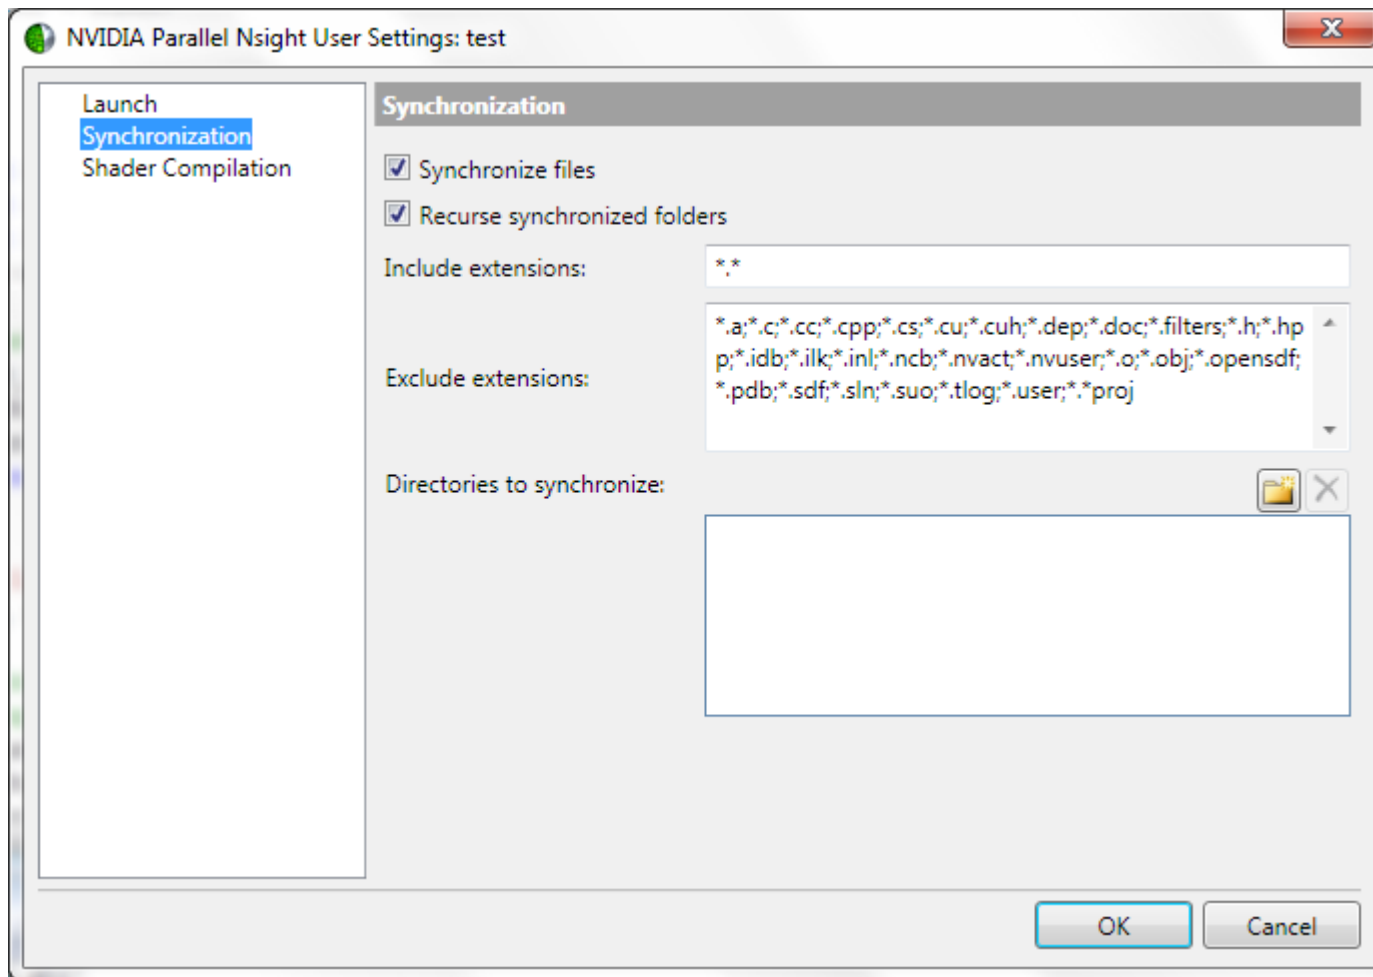 NVIDIA Parallel Nsight User Settings: test
Launch
Synchronization
Shader Compilation
Synchronization
Synchronize files
Recurse synchronized folders
Include extensions:
*.*
Exclude extensions:
*.a;*.c;*.cc;*.cpp;*.cs;*.cu;*.cuh;*.dep;*.doc;*.filters;*.h;*.hp
p;*.idb;*.ilk;*.inl;*.ncb;*.nvact;*.nvuser;*.o;*.obj;*.opensdf;
*.pdb;*.sdf;*.sln;*.suo;*.tlog;*.user;*.*proj
Directories to synchronize:
OK
Cancel